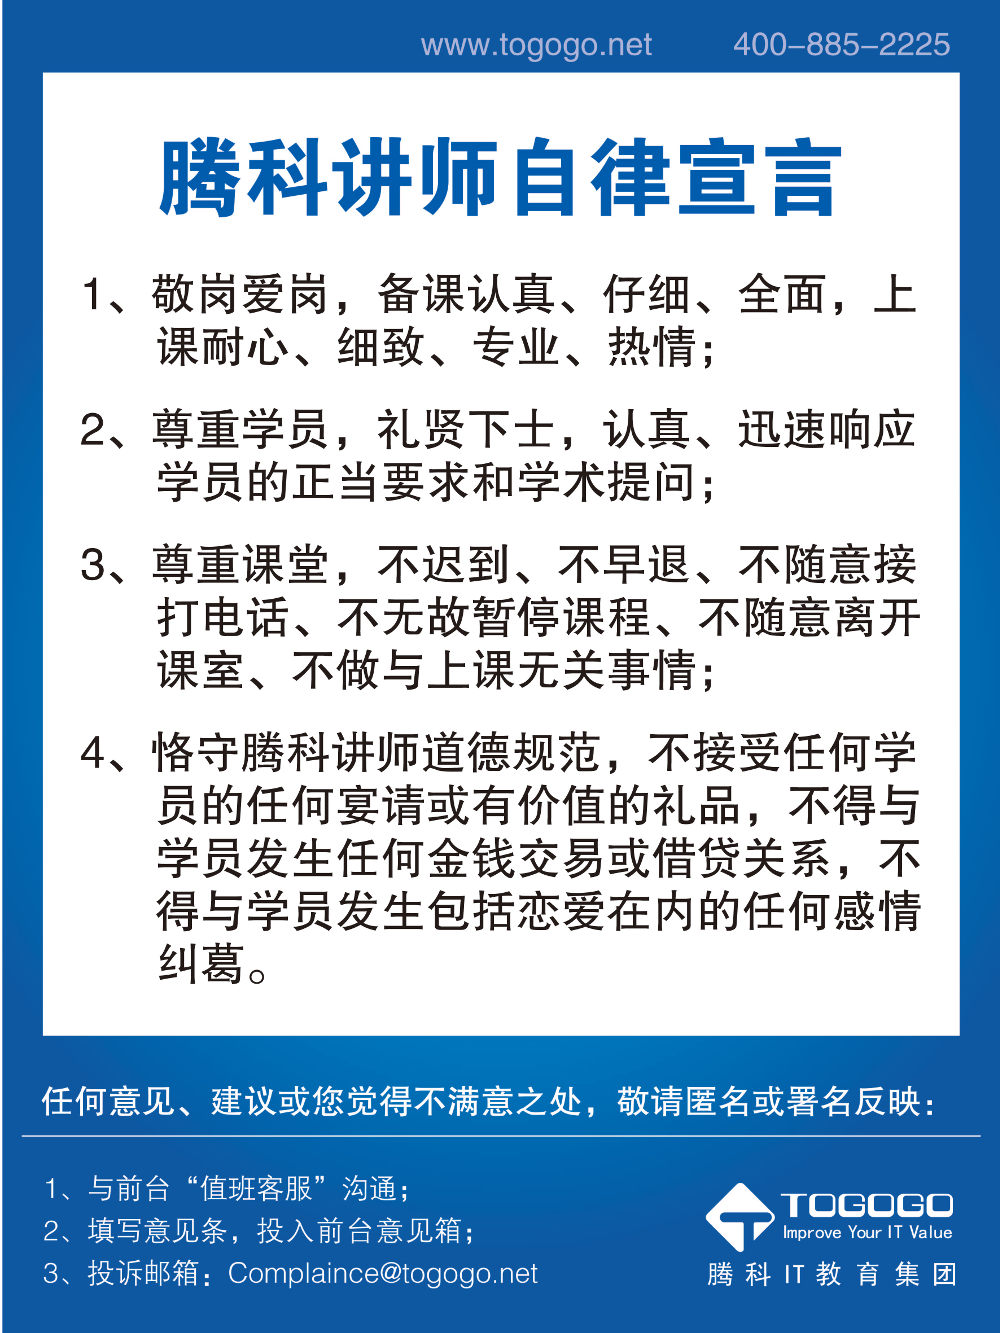 www.togogo.net 400-885-2225
腾科讲师自律宣言
1、敬岗爱岗，备课认真、仔细、全面，上
课耐心、细致、专业、热情；
2、尊重学员，礼贤下士，认真、迅速响应
学员的正当要求和学术提问；
3、尊重课堂，不迟到、不早退、不随意接
打电话、不无故暂停课程、不随意离开
课室、不做与上课无关事情；
4、恪守腾科讲师道德规范，不接受任何学
员的任何宴请或有价值的礼品，不得与
学员发生任何金钱交易或借贷关系，不
得与学员发生包括恋爱在内的任何感情
纠葛。
任何意见、建议或您觉得不满意之处，敬请匿名或署名反映：
1、与前台“值班客服”沟通；
2、填写意见条，投入前台意见箱；
3、投诉邮箱：Complaince@togogo.net
TOGOGO
Improve Your IT Value
腾科IT教育集团